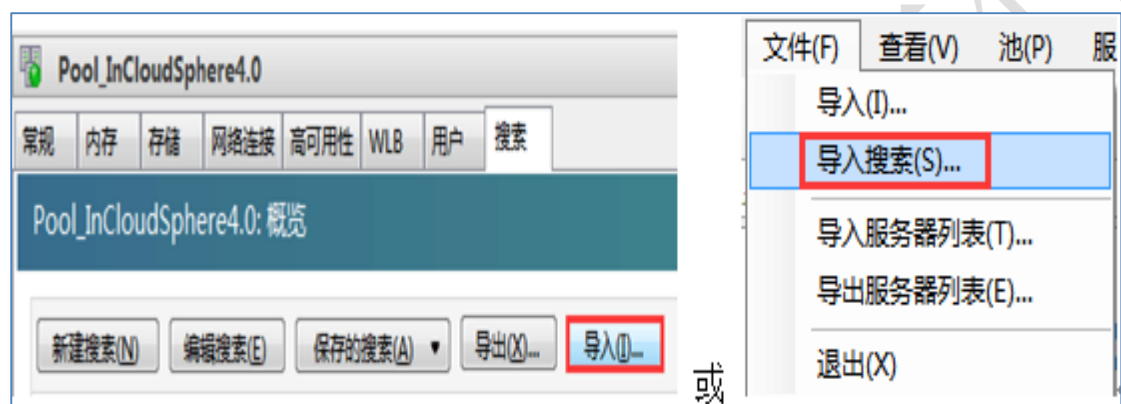 Pool_InCloudSphere4.0
常规 内存 存储 网络连接 高可用性 WLB 用户 搜索
Pool_InCloudSphere4.0: 概览
新建搜索(N) 编辑搜索(E) 保存的搜索(A) 导出(X)... 导入(I)...
或
文件(F) 查看(V) 池(P) 服
导入(I)...
导入搜索(S)...
导入服务器列表(T)...
导出服务器列表(E)...
退出(X)